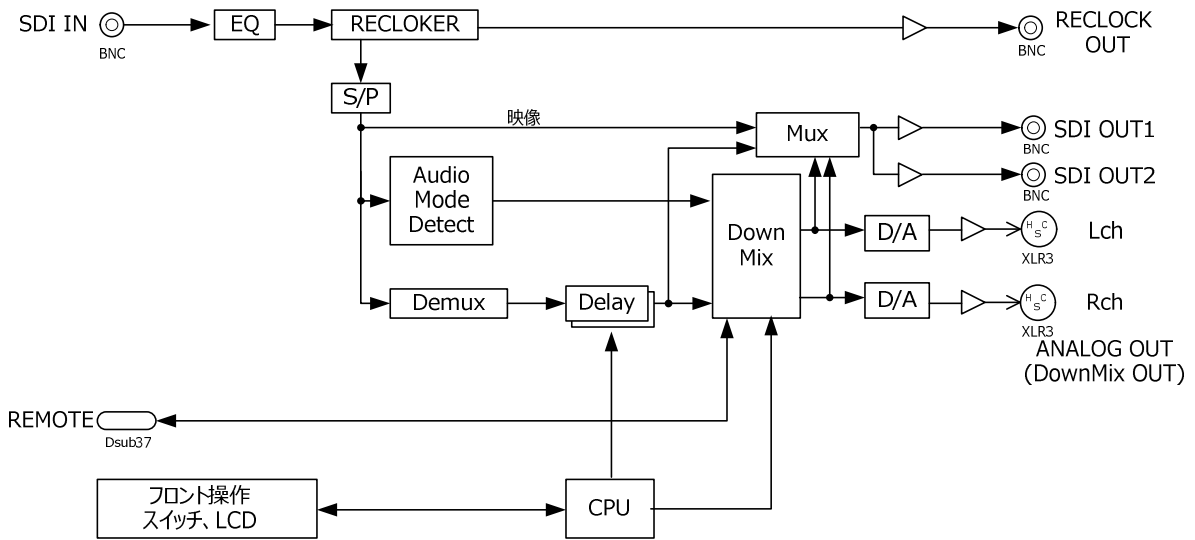 SDI IN
BNC
EQ
RECLOKER
BNC
RECLOCK
OUT
S/P
映像
Mux
BNC
SDI OUT1
BNC
SDI OUT2
Audio
Mode
Detect
Down
Mix
D/A
H C
S
XLR3
Lch
Demux
Delay
D/A
H C
S
XLR3
Rch
ANALOG OUT
(DownMix OUT)
REMOTE
Dsub37
フロント操作
スイッチ、LCD
CPU